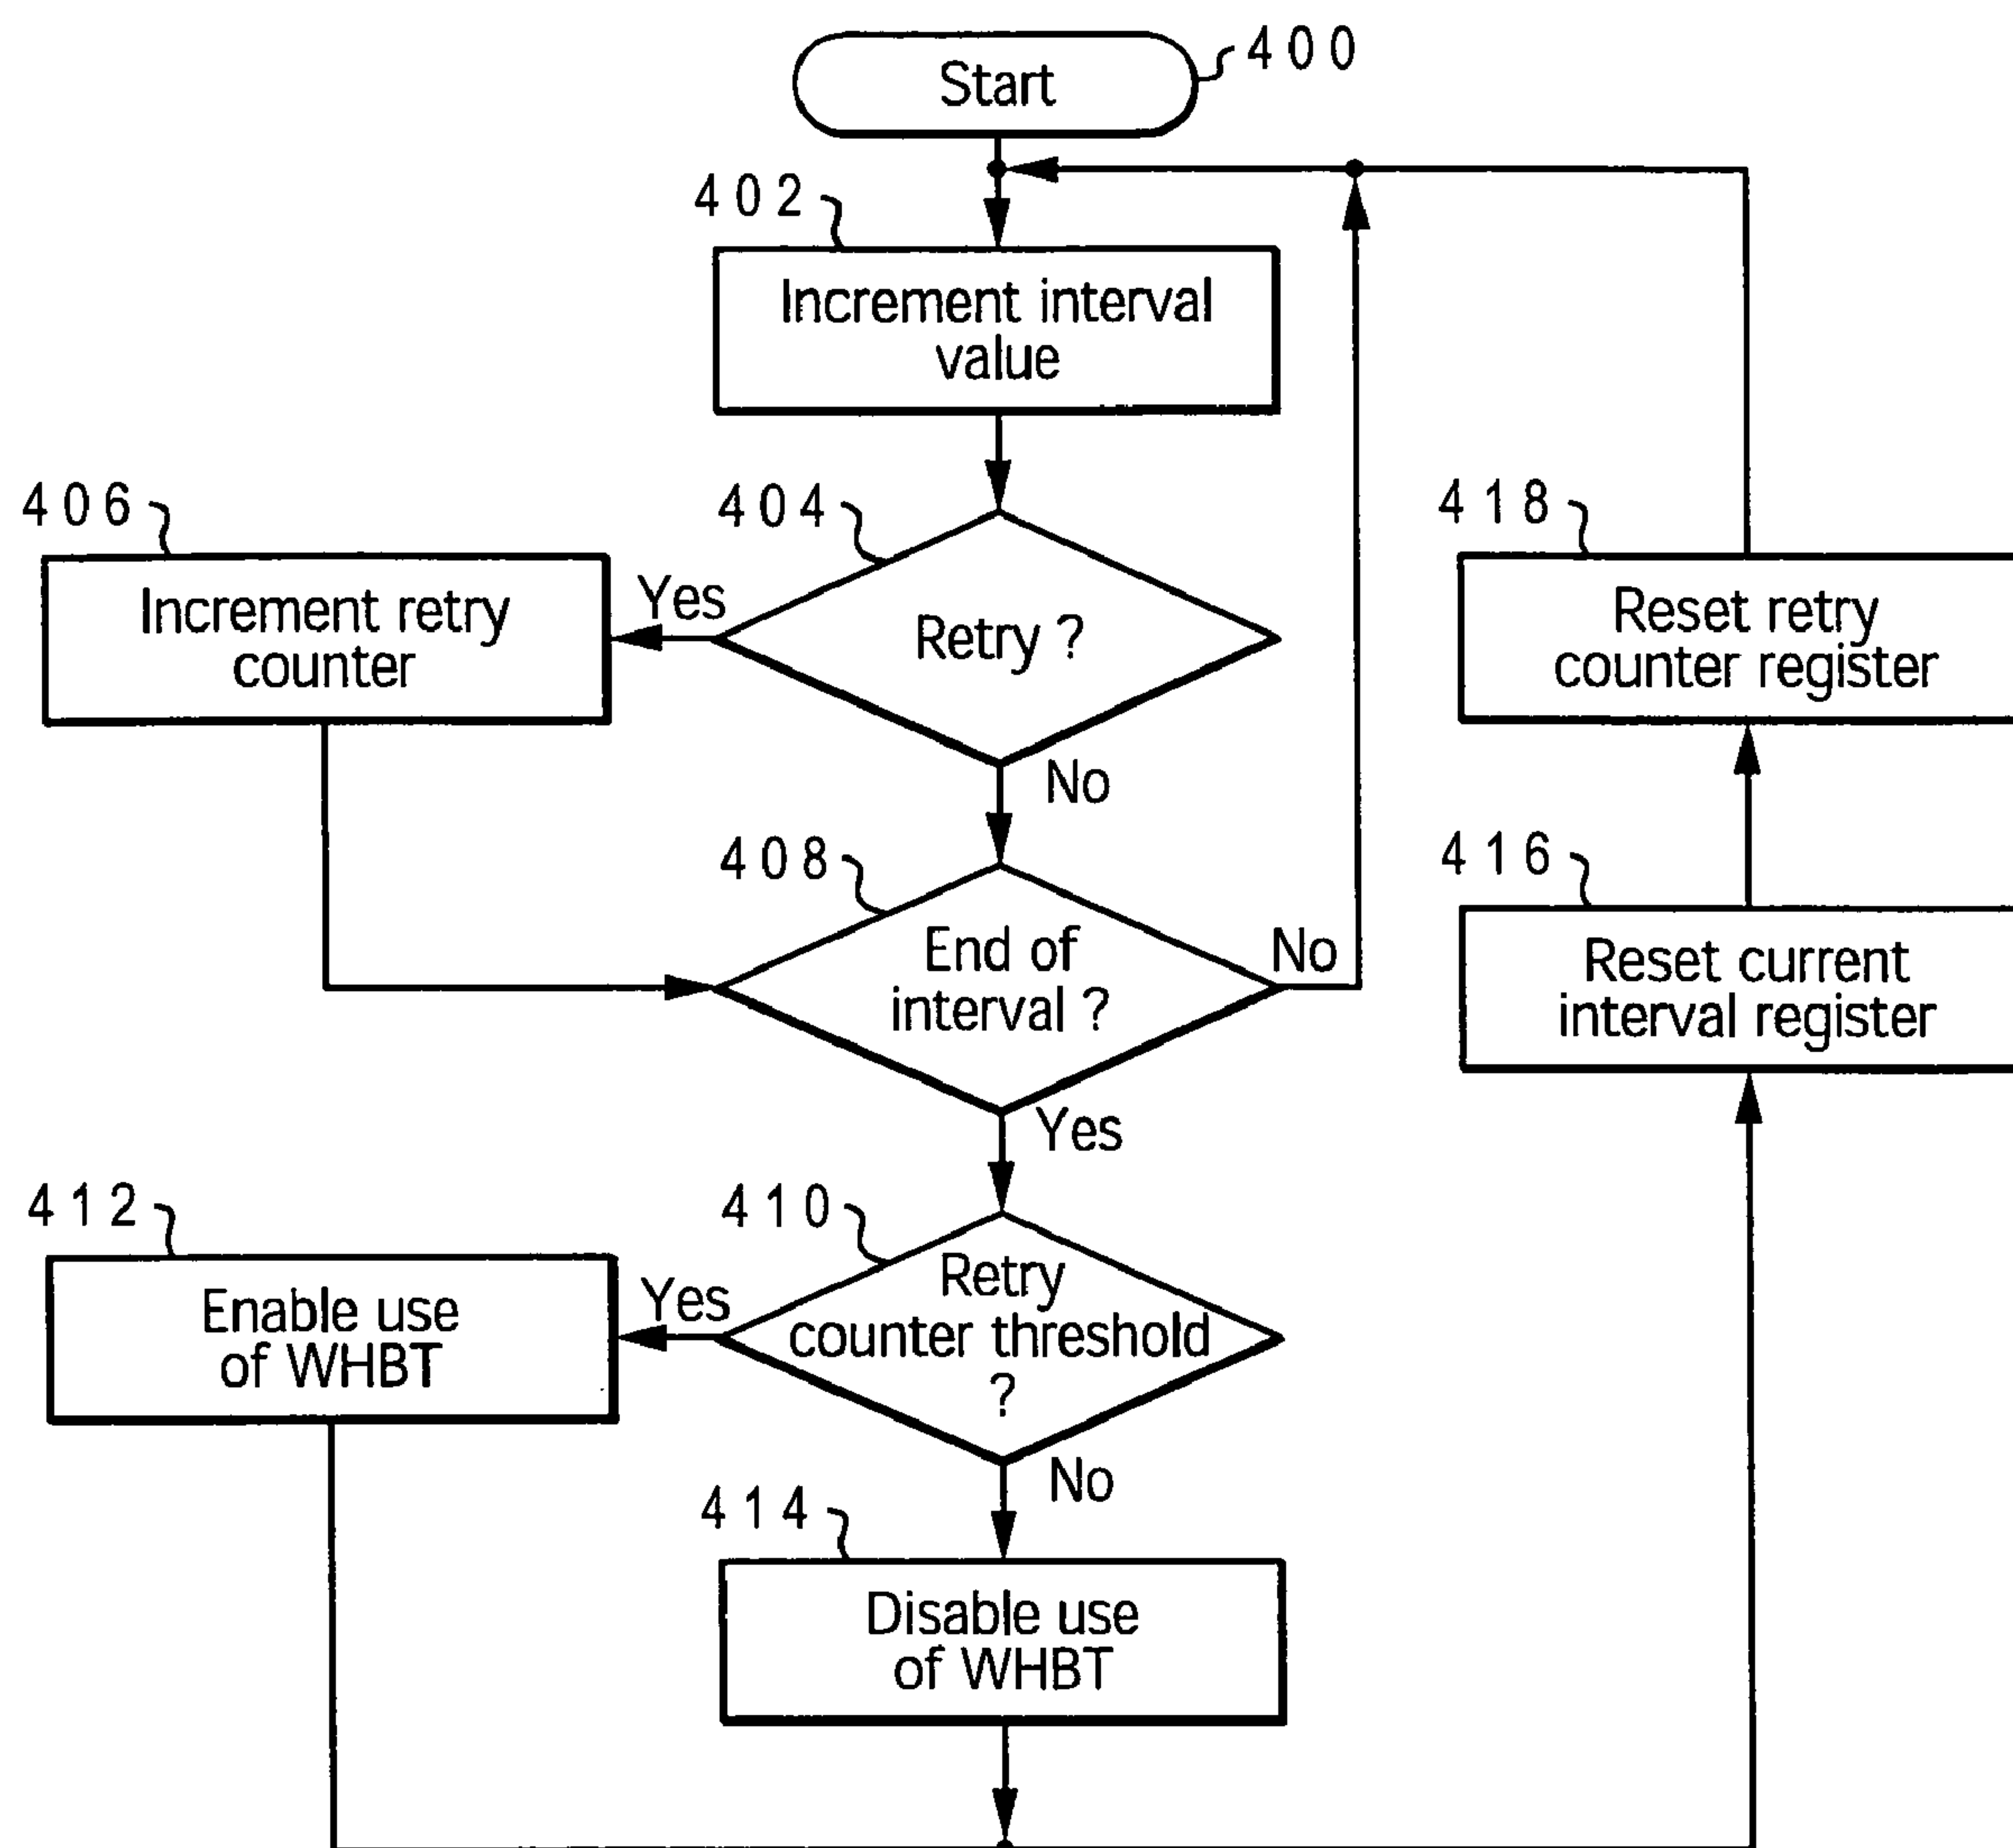 400
Start
402
Increment interval
value
406
404
418
Increment retry
counter
Yes
Retry ?
Reset retry
counter register
No
408
416
End of
interval ?
No
Reset current
interval register
Yes
412
410
Enable use
of WHBT
Yes
Retry
counter threshold
?
No
414
Disable use
of WHBT